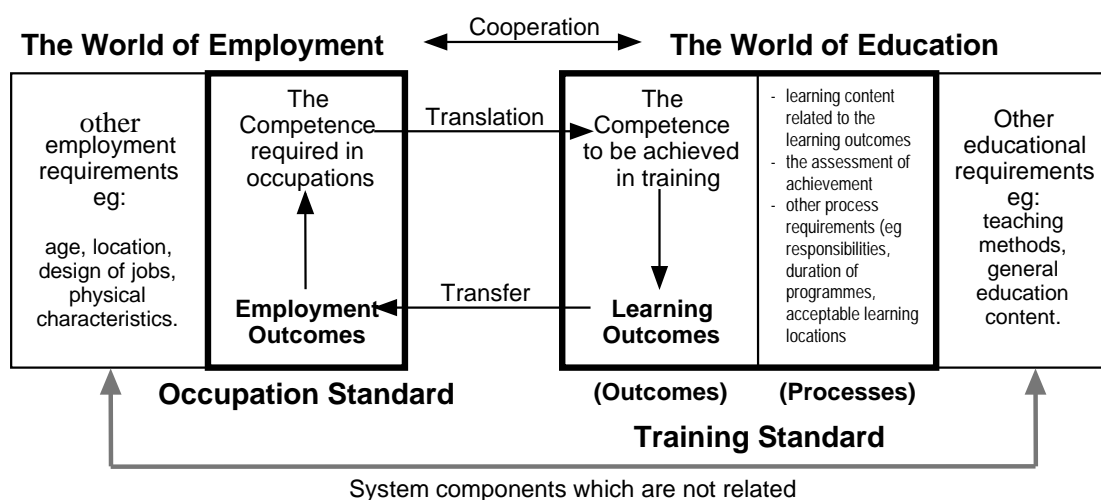 Cooperation
The World of Employment
The World of Education
other
employment
requirements
eg:
age, location,
design of jobs,
physical
characteristics.
The
Competence
required in
occupations
Employment
Outcomes
Translation
Transfer
The
Competence
to be achieved
in training
Learning
Outcomes
- learning content
related to the
learning outcomes
- the assessment of
achievement
- other process
requirements (eg
responsibilities,
duration of
programmes,
acceptable learning
locations
Other
educational
requirements
eg:
teaching
methods,
general
education
content.
Occupation Standard
(Outcomes)
(Processes)
Training Standard
System components which are not related